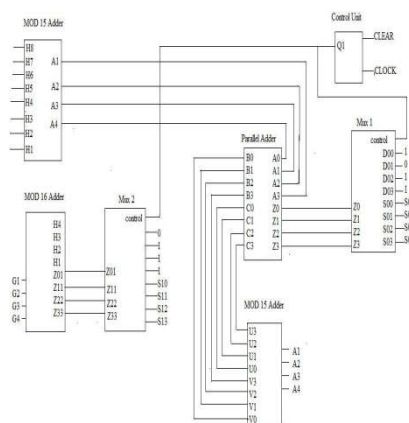 MOD 15 Adder
H8
H7
H6
H5
H4
H3
H2
H1
A1
A2
A3
A4
Control Unit
Q1
CLEAR
CLOCK
Mux 1
control
D00
D01
D02
D03
S00
S01
S02
S03
1
0
1
1
Z0
Z1
Z2
Z3
Parallel Adder
B0
B1
B2
B3
C0
C1
C2
C3
A0
A1
A2
A3
Z0
Z1
Z2
Z3
MOD 16 Adder
H4
H3
H2
H1
Z01
Z11
Z22
Z33
G1
G2
G3
G4
Mux 2
control
Z01
Z11
Z22
Z33
0
1
1
1
S10
S11
S12
S13
MOD 15 Adder
U3
U2
U1
U0
V3
V2
V1
V0
A1
A2
A3
A4